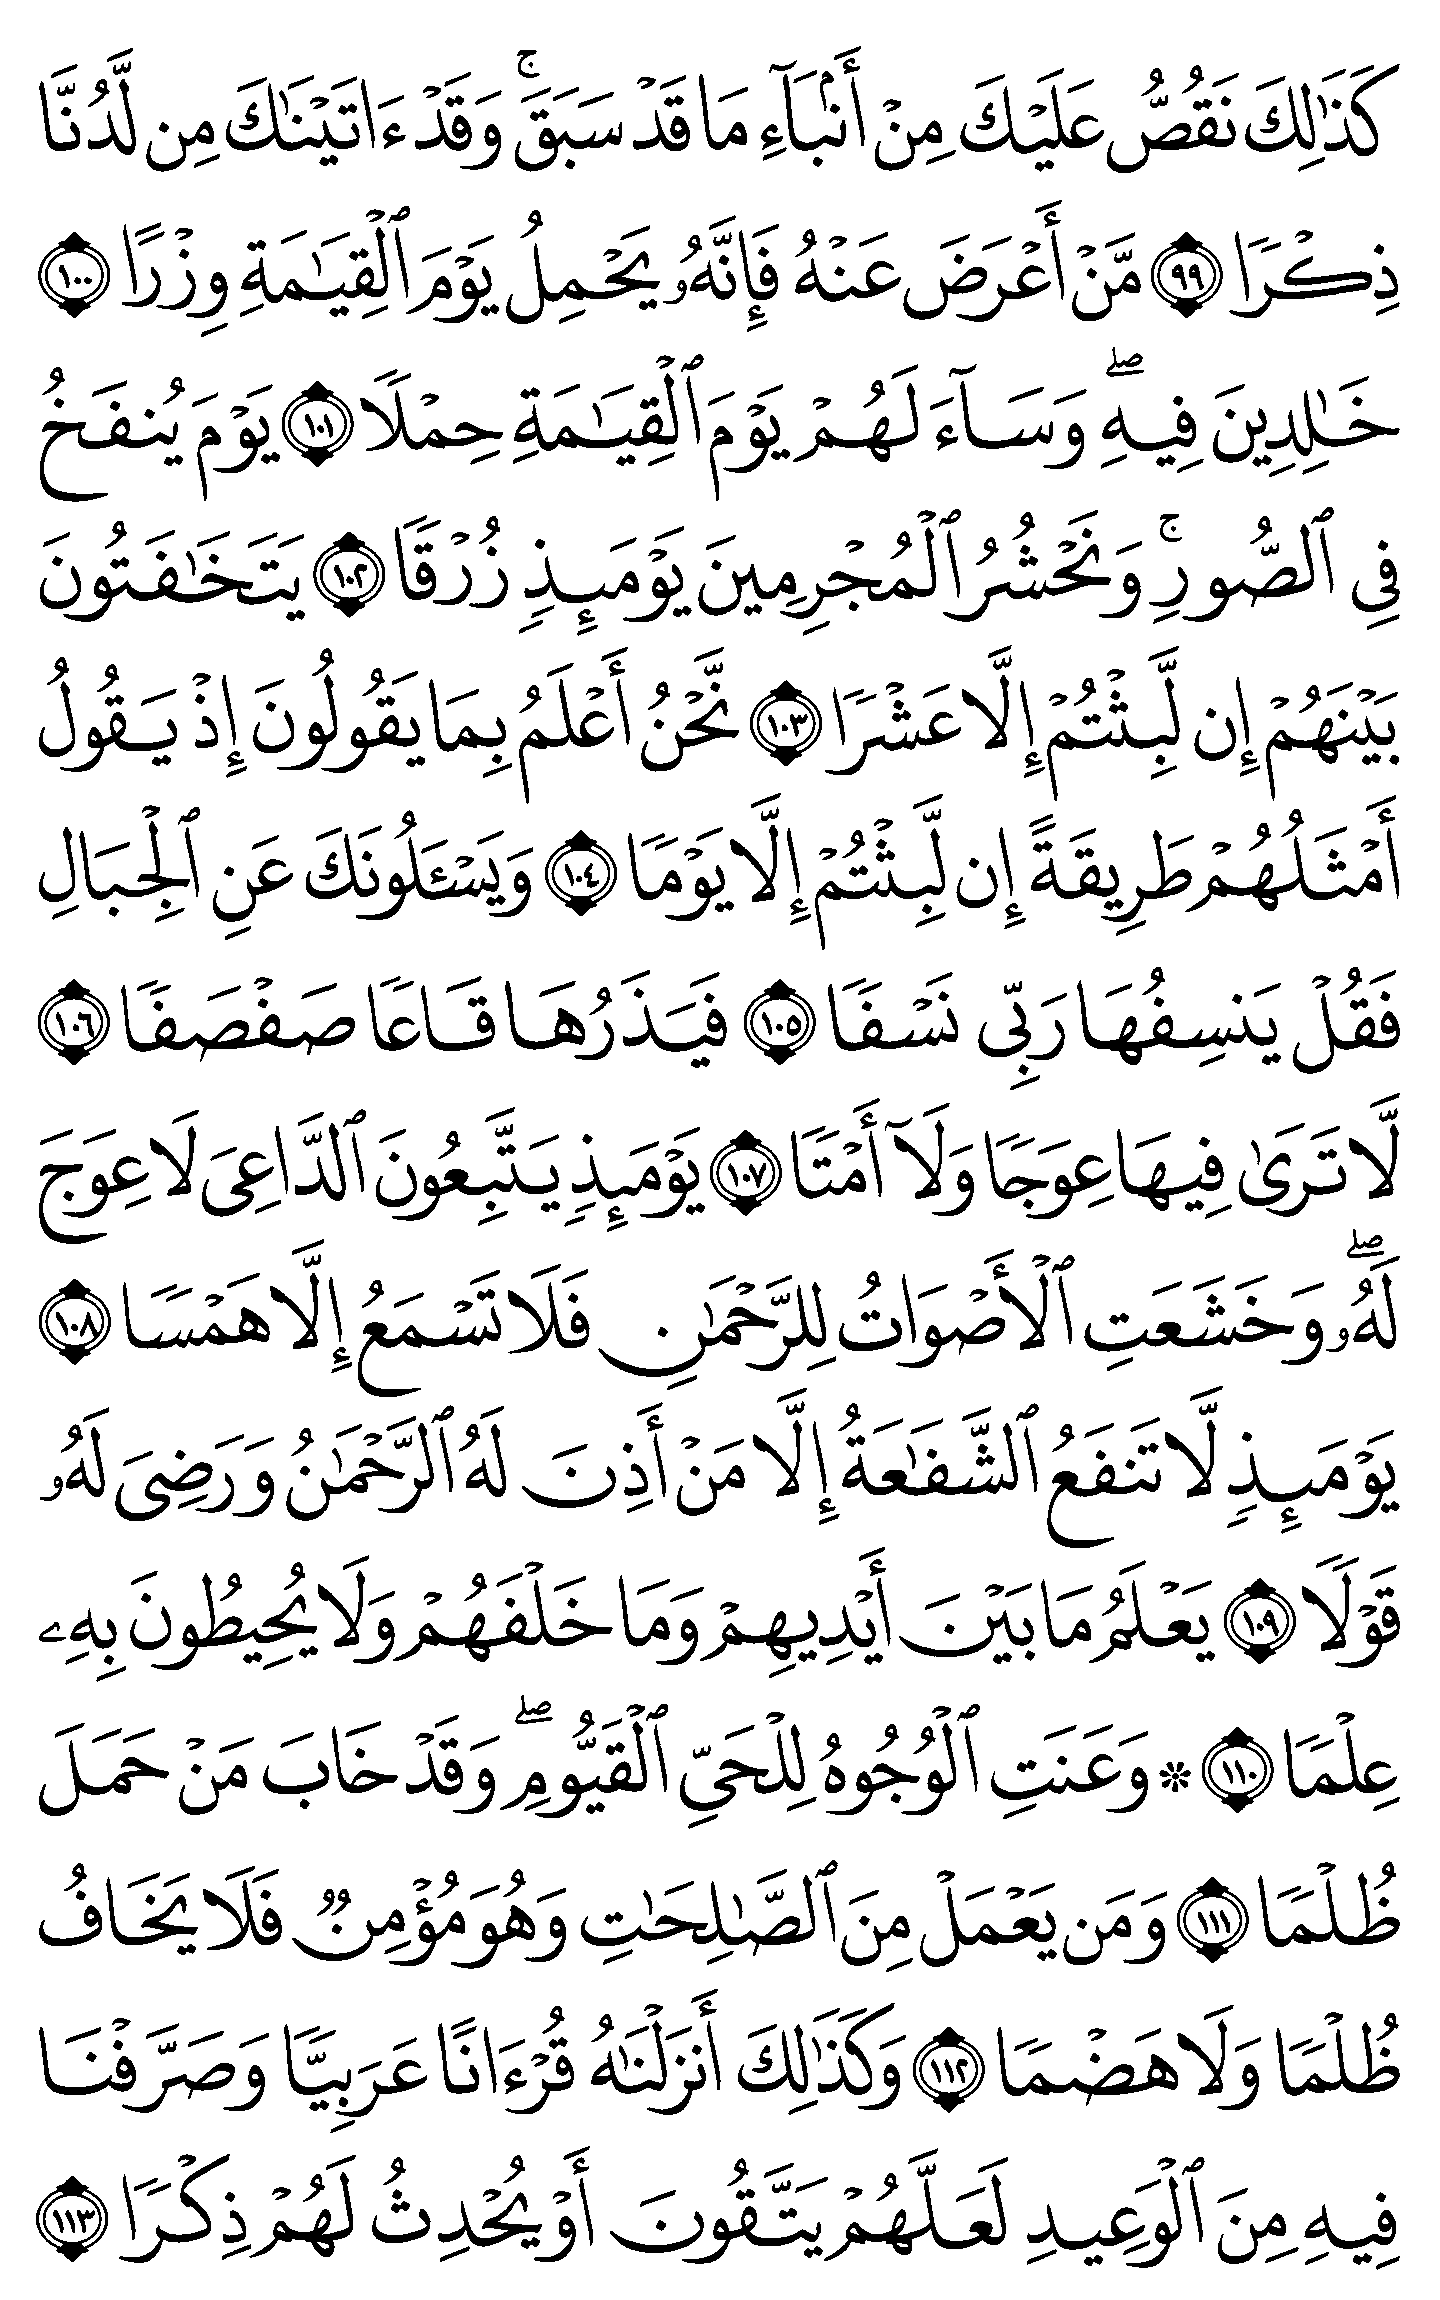 كَذَٰلِكَ نَقُصُّ عَلَيۡكَ مِنۡ أَنۢبَآءِ مَا قَدۡ سَبَقَۚ وَقَدۡ ءَاتَيۡنَٰكَ مِن لَّدُنَّا
ذِكۡرٗا ٩٩ مَّنۡ أَعۡرَضَ عَنۡهُ فَإِنَّهُۥ يَحۡمِلُ يَوۡمَ ٱلۡقِيَٰمَةِ وِزۡرًا ١٠٠
خَٰلِدِينَ فِيهِۖ وَسَآءَ لَهُمۡ يَوۡمَ ٱلۡقِيَٰمَةِ حِمۡلٗا ١٠١ يَوۡمَ يُنفَخُ
فِي ٱلصُّورِۚ وَنَحۡشُرُ ٱلۡمُجۡرِمِينَ يَوۡمَئِذٖ زُرۡقٗا ١٠٢ يَتَخَٰفَتُونَ
بَيۡنَهُمۡ إِن لَّبِثۡتُمۡ إِلَّا عَشۡرٗا ١٠٣ نَّحۡنُ أَعۡلَمُ بِمَا يَقُولُونَ إِذۡ يَقُولُ
أَمۡثَلُهُمۡ طَرِيقَةً إِن لَّبِثۡتُمۡ إِلَّا يَوۡمٗا ١٠٤ وَيَسۡـَٔلُونَكَ عَنِ ٱلۡجِبَالِ
فَقُلۡ يَنسِفُهَا رَبِّي نَسۡفٗا ١٠٥ فَيَذَرُهَا قَاعٗا صَفۡصَفٗا ١٠٦
لَّا تَرَىٰ فِيهَا عِوَجٗا وَلَآ أَمۡتٗا ١٠٧ يَوۡمَئِذٖ يَتَّبِعُونَ ٱلدَّاعِيَ لَا عِوَجَ
لَهُۥۖ وَخَشَعَتِ ٱلۡأَصۡوَاتُ لِلرَّحۡمَٰنِ فَلَا تَسۡمَعُ إِلَّا هَمۡسٗا ١٠٨
يَوۡمَئِذٖ لَّا تَنفَعُ ٱلشَّفَٰعَةُ إِلَّا مَنۡ أَذِنَ لَهُ ٱلرَّحۡمَٰنُ وَرَضِيَ لَهُۥ
قَوۡلٗا ١٠٩ يَعۡلَمُ مَا بَيۡنَ أَيۡدِيهِمۡ وَمَا خَلۡفَهُمۡ وَلَا يُحِيطُونَ بِهِۦ
عِلۡمٗا ١١٠ ۞ وَعَنَتِ ٱلۡوُجُوهُ لِلۡحَيِّ ٱلۡقَيُّومِۖ وَقَدۡ خَابَ مَنۡ حَمَلَ
ظُلۡمٗا ١١١ وَمَن يَعۡمَلۡ مِنَ ٱلصَّٰلِحَٰتِ وَهُوَ مُؤۡمِنٞ فَلَا يَخَافُ
ظُلۡمٗا وَلَا هَضۡمٗا ١١٢ وَكَذَٰلِكَ أَنزَلۡنَٰهُ قُرۡءَانًا عَرَبِيّٗا وَصَرَّفۡنَا
فِيهِ مِنَ ٱلۡوَعِيدِ لَعَلَّهُمۡ يَتَّقُونَ أَوۡ يُحۡدِثُ لَهُمۡ ذِكۡرٗا ١١٣